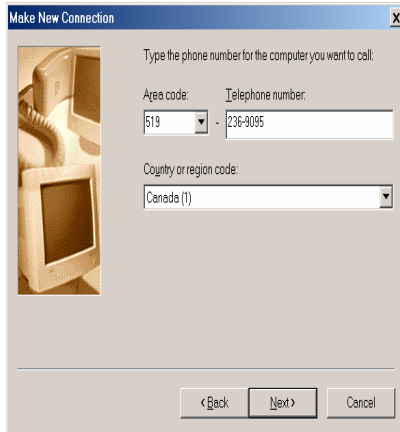 Make New Connection
Type the phone number for the computer you want to call:
Area code: Telephone number:
519 - 236-9095
Country or region code:
Canada (1)
< Back Next > Cancel